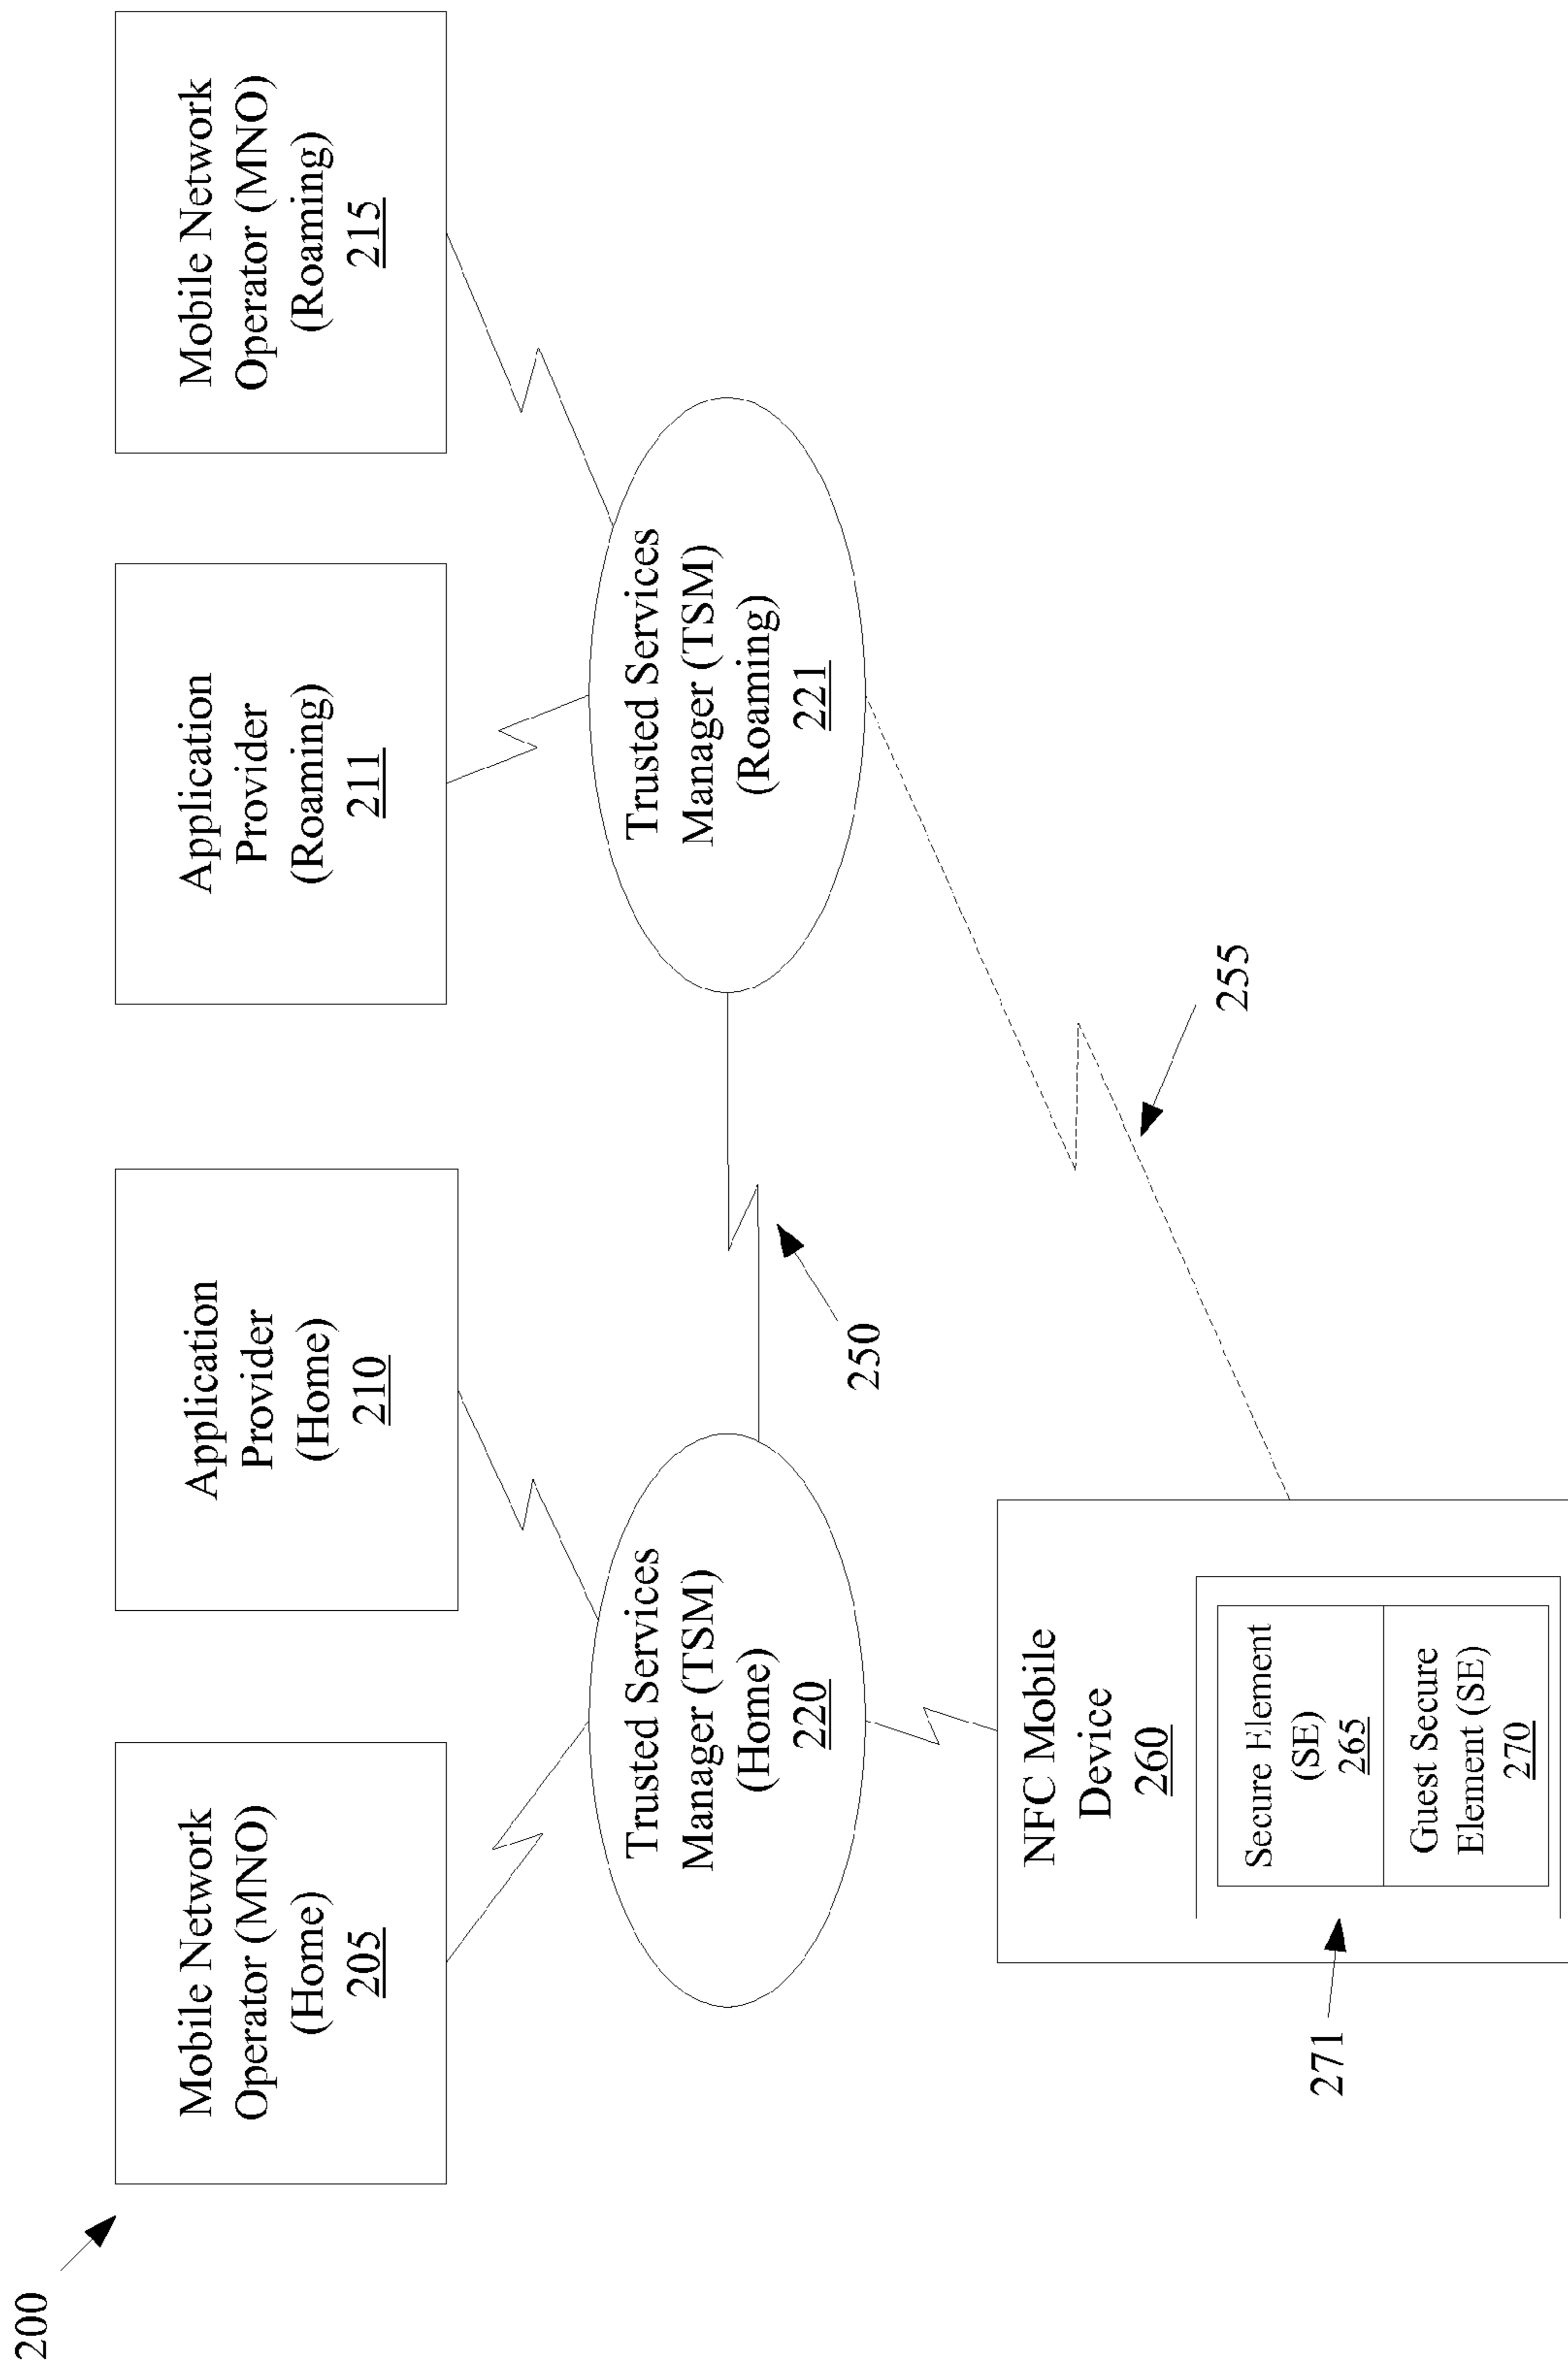 200
Mobile Network
Operator (MNO)
(Home)
205
Application
Provider
(Home)
210
Application
Provider
(Roaming)
211
Mobile Network
Operator (MNO)
(Roaming)
215
Trusted Services
Manager (TSM)
(Home)
220
Trusted Services
Manager (TSM)
(Roaming)
221
250
255
NFC Mobile
Device
260
271
Secure Element
(SE)
265
Guest Secure
Element (SE)
270